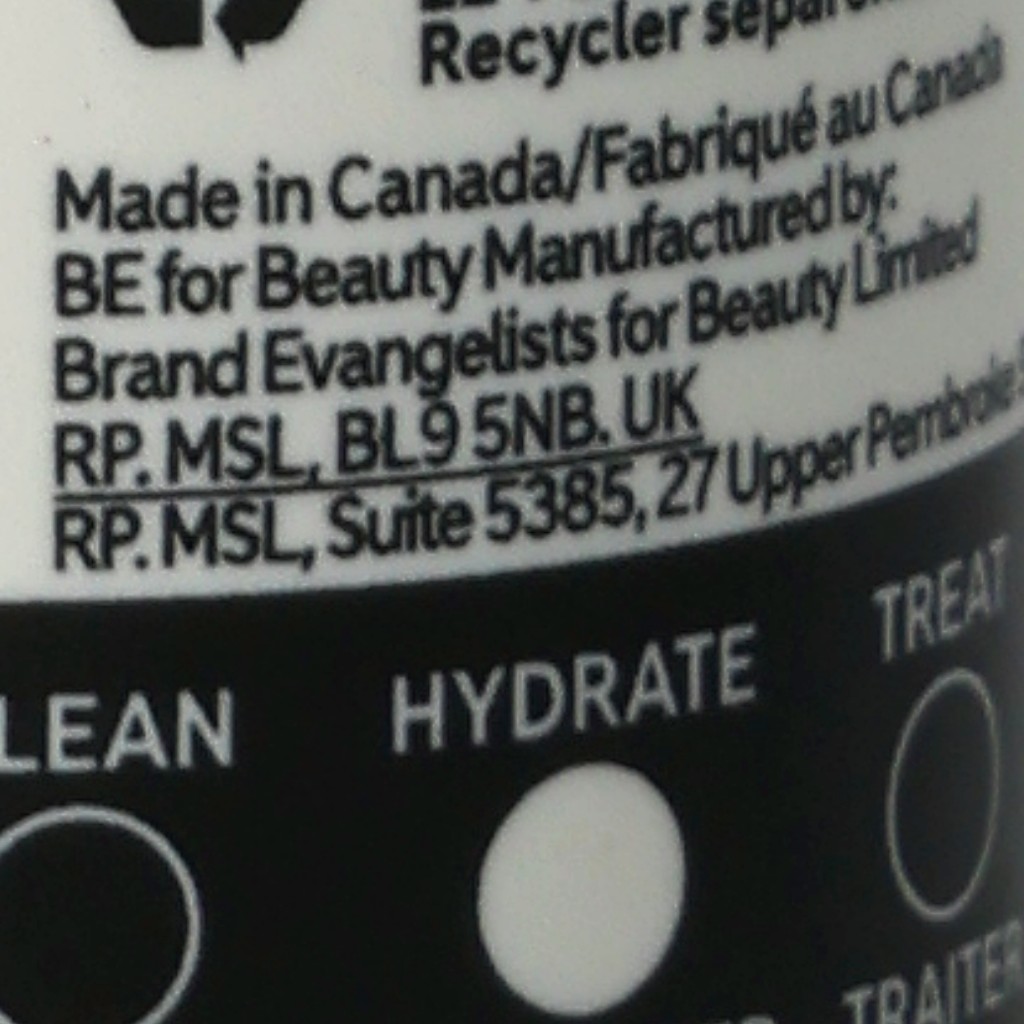 Recycler
Made in Canada/Fabriqué au Canada
BE for Beauty Manufactured by:
Brand Evangelists for Beauty Limited
RP. MSL, BL9 5NB. UK
RP. MSL, Suite 5385, 27 Upper Pembroke
LEAN HYDRATE TREAT
TRAITER